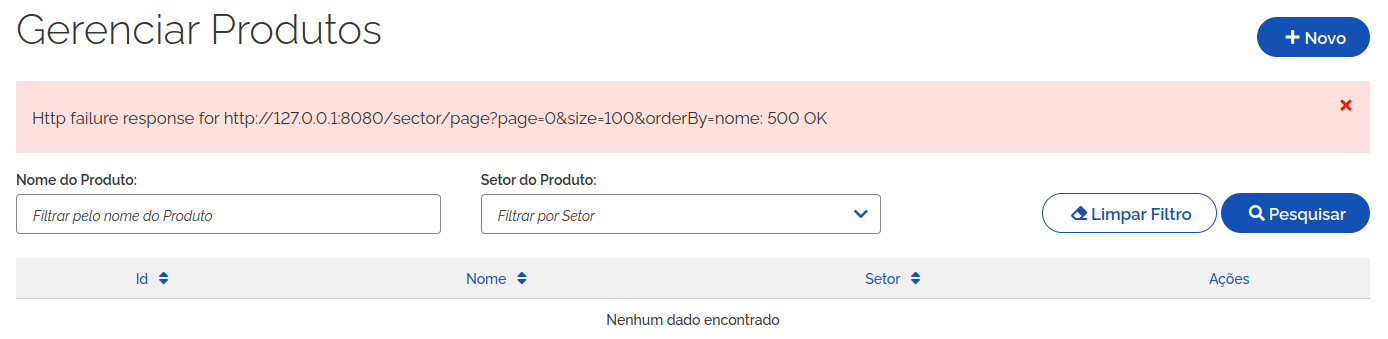 Gerenciar Produtos
Novo
Http failure response for http://127.0.0.1:8080/sector/page?page=0&size=100&orderBy=nome: 500 OK
Nome do Produto:
Setor do Produto:
Filtrar pelo nome do Produto
Filtrar por Setor
Limpar Filtro
Pesquisar
Id
Nome
Setor
Ações
Nenhum dado encontrado